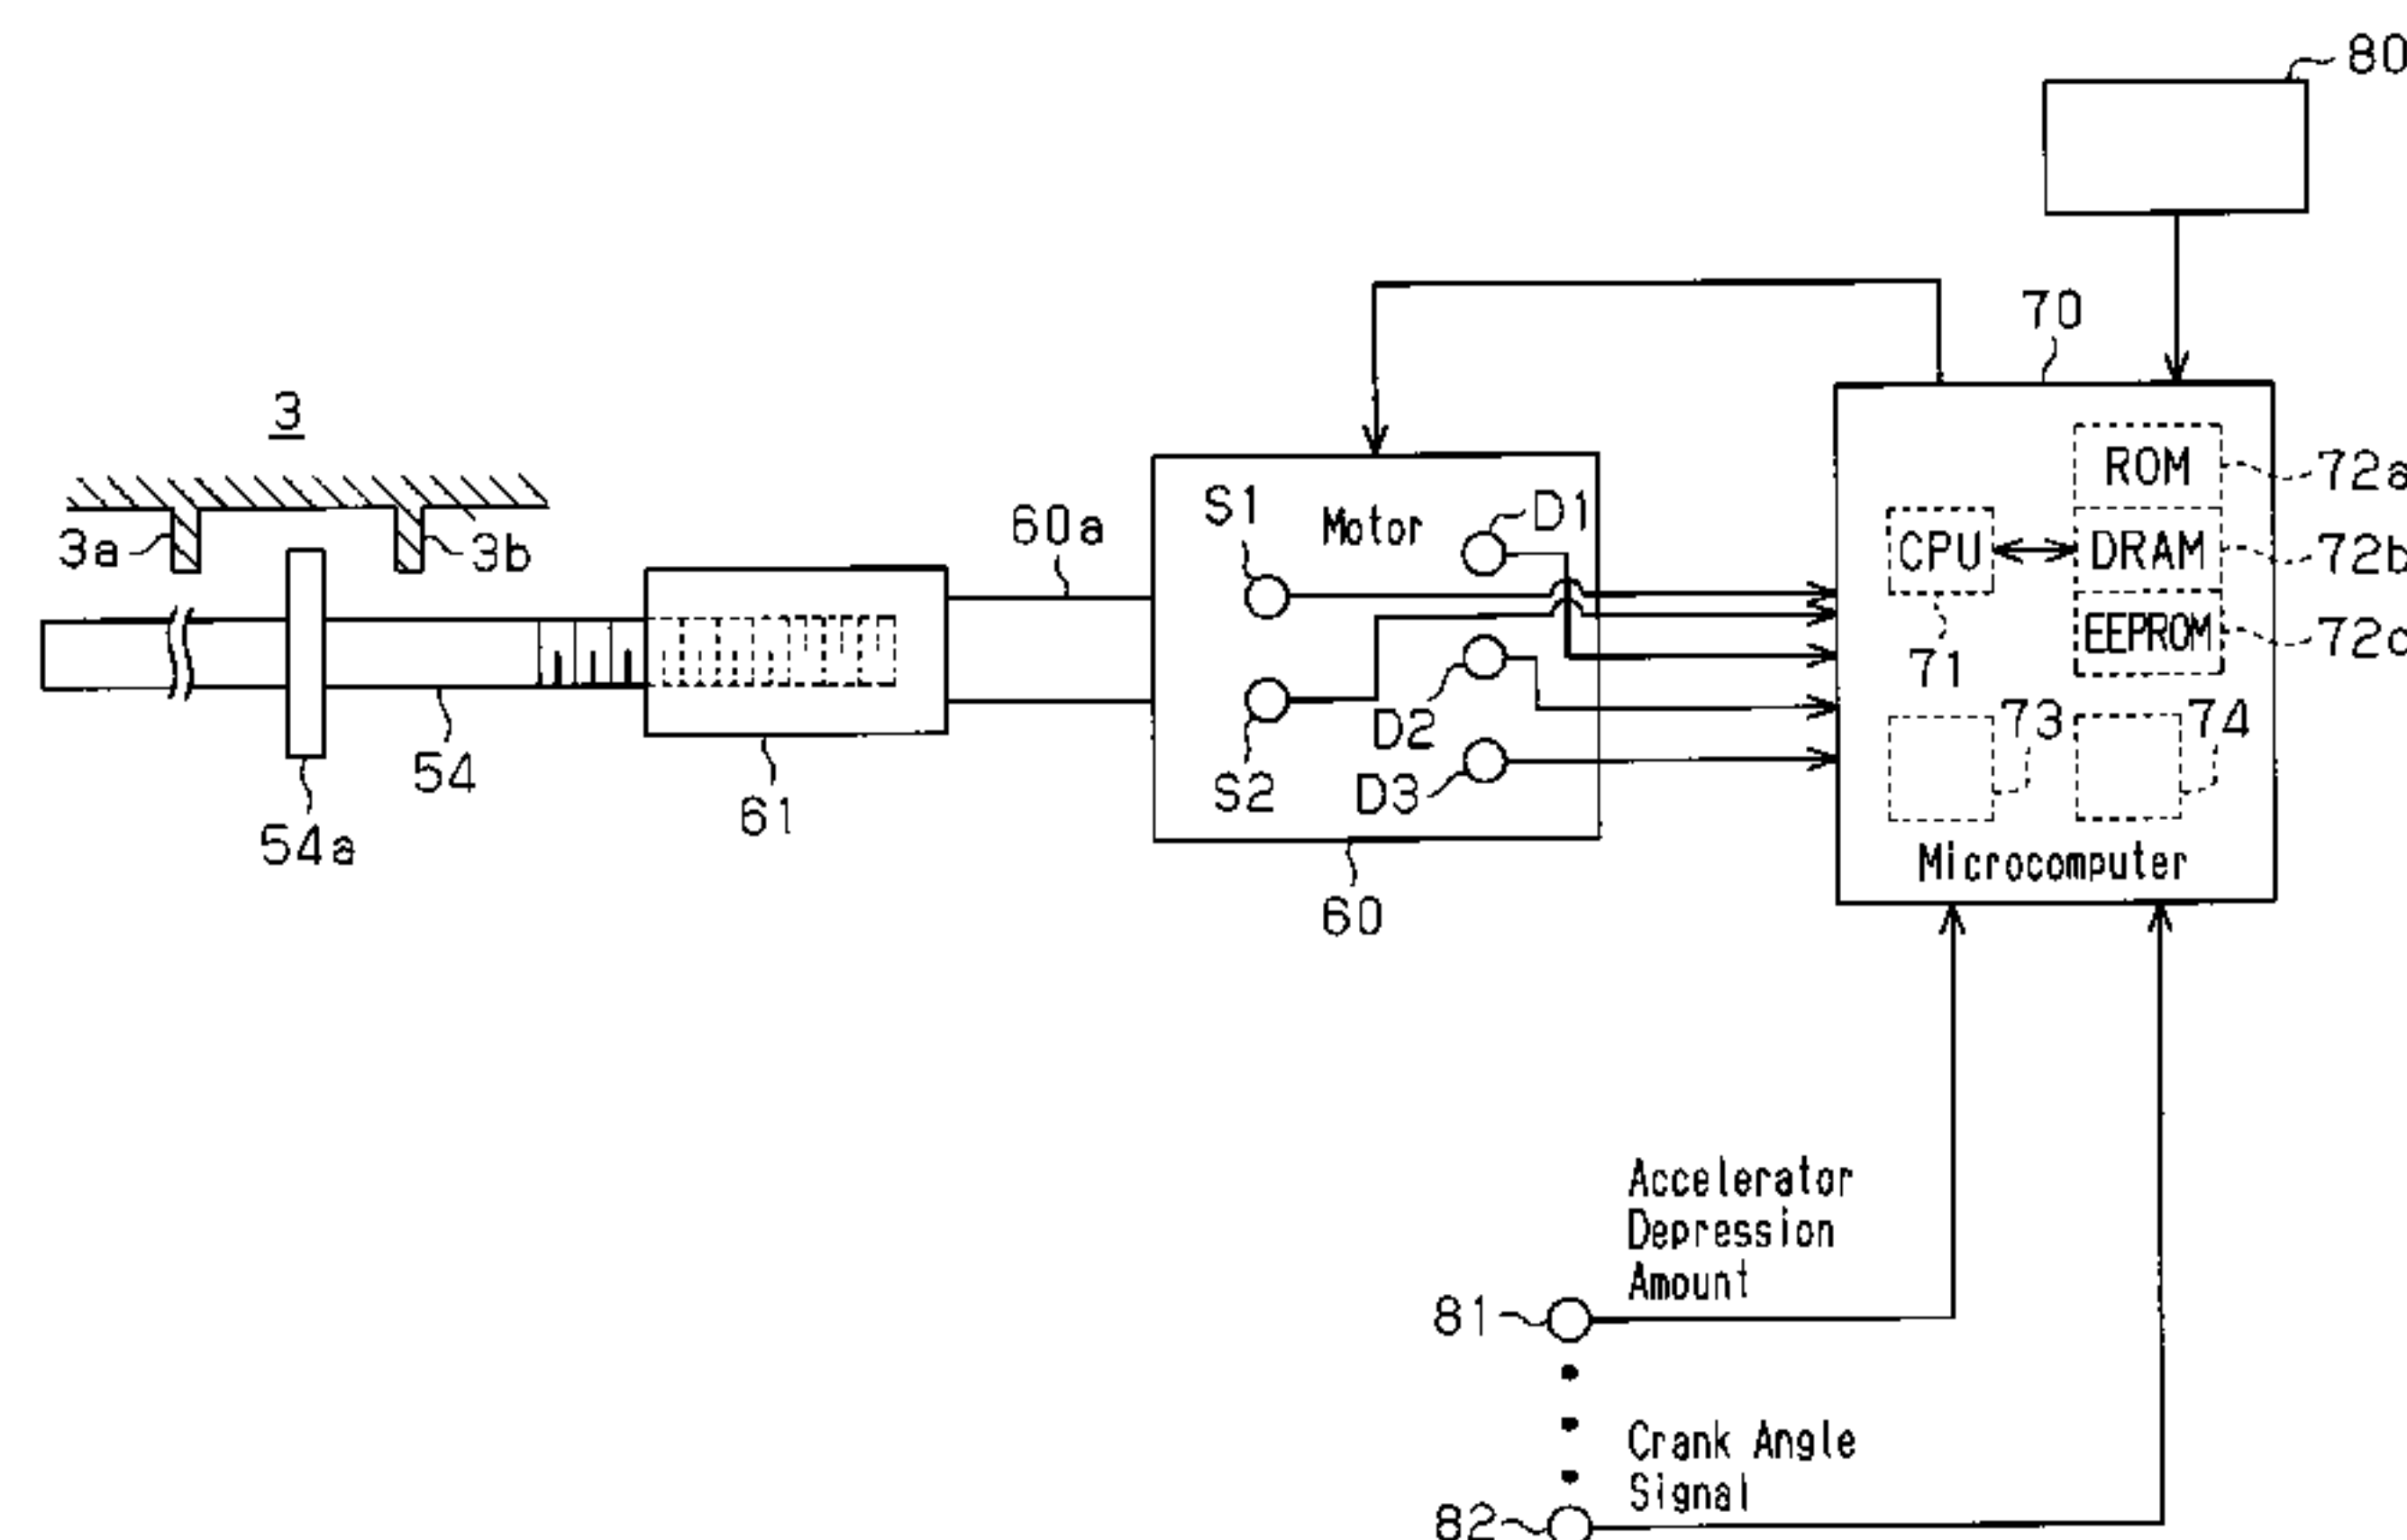 80
70
3
3a
3b
60a
S1
Motor
D1
ROM
72a
CPU
DRAM
72b
EEPROM
72c
71
54
54a
61
S2
D2
D3
73
74
Microcomputer
60
Accelerator
Depression
Amount
81
Crank Angle
Signal
82